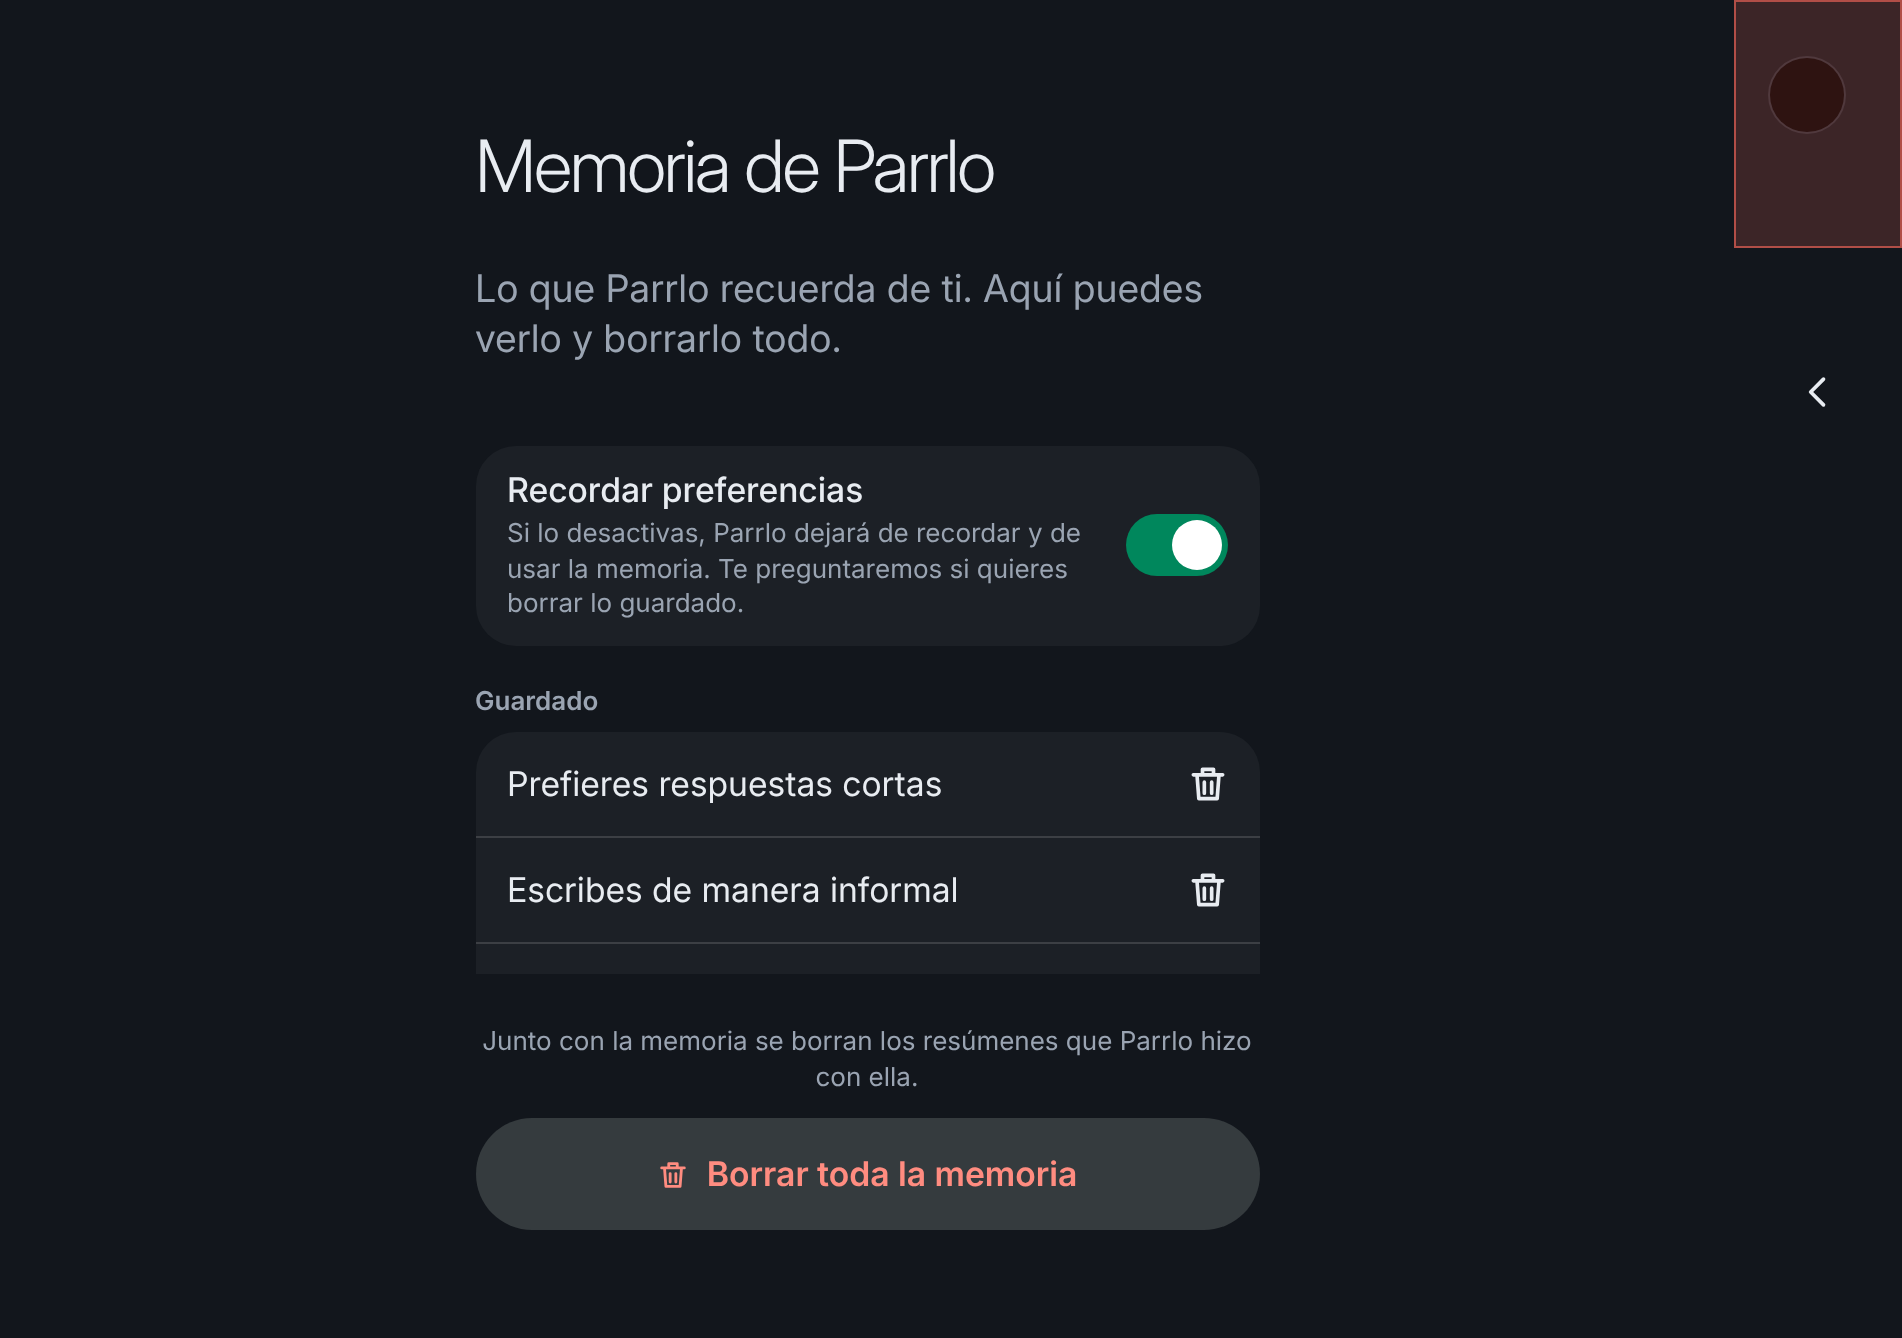 Memoria de Parrlo
Lo que Parrlo recuerda de ti. Aquí puedes
verlo y borrarlo todo.
Recordar preferencias
Si lo desactivas, Parrlo dejará de recordar y de
usar la memoria. Te preguntaremos si quieres
borrar lo guardado.
Guardado
Prefieres respuestas cortas
Escribes de manera informal
Junto con la memoria se borran los resúmenes que Parrlo hizo
con ella.
Borrar toda la memoria